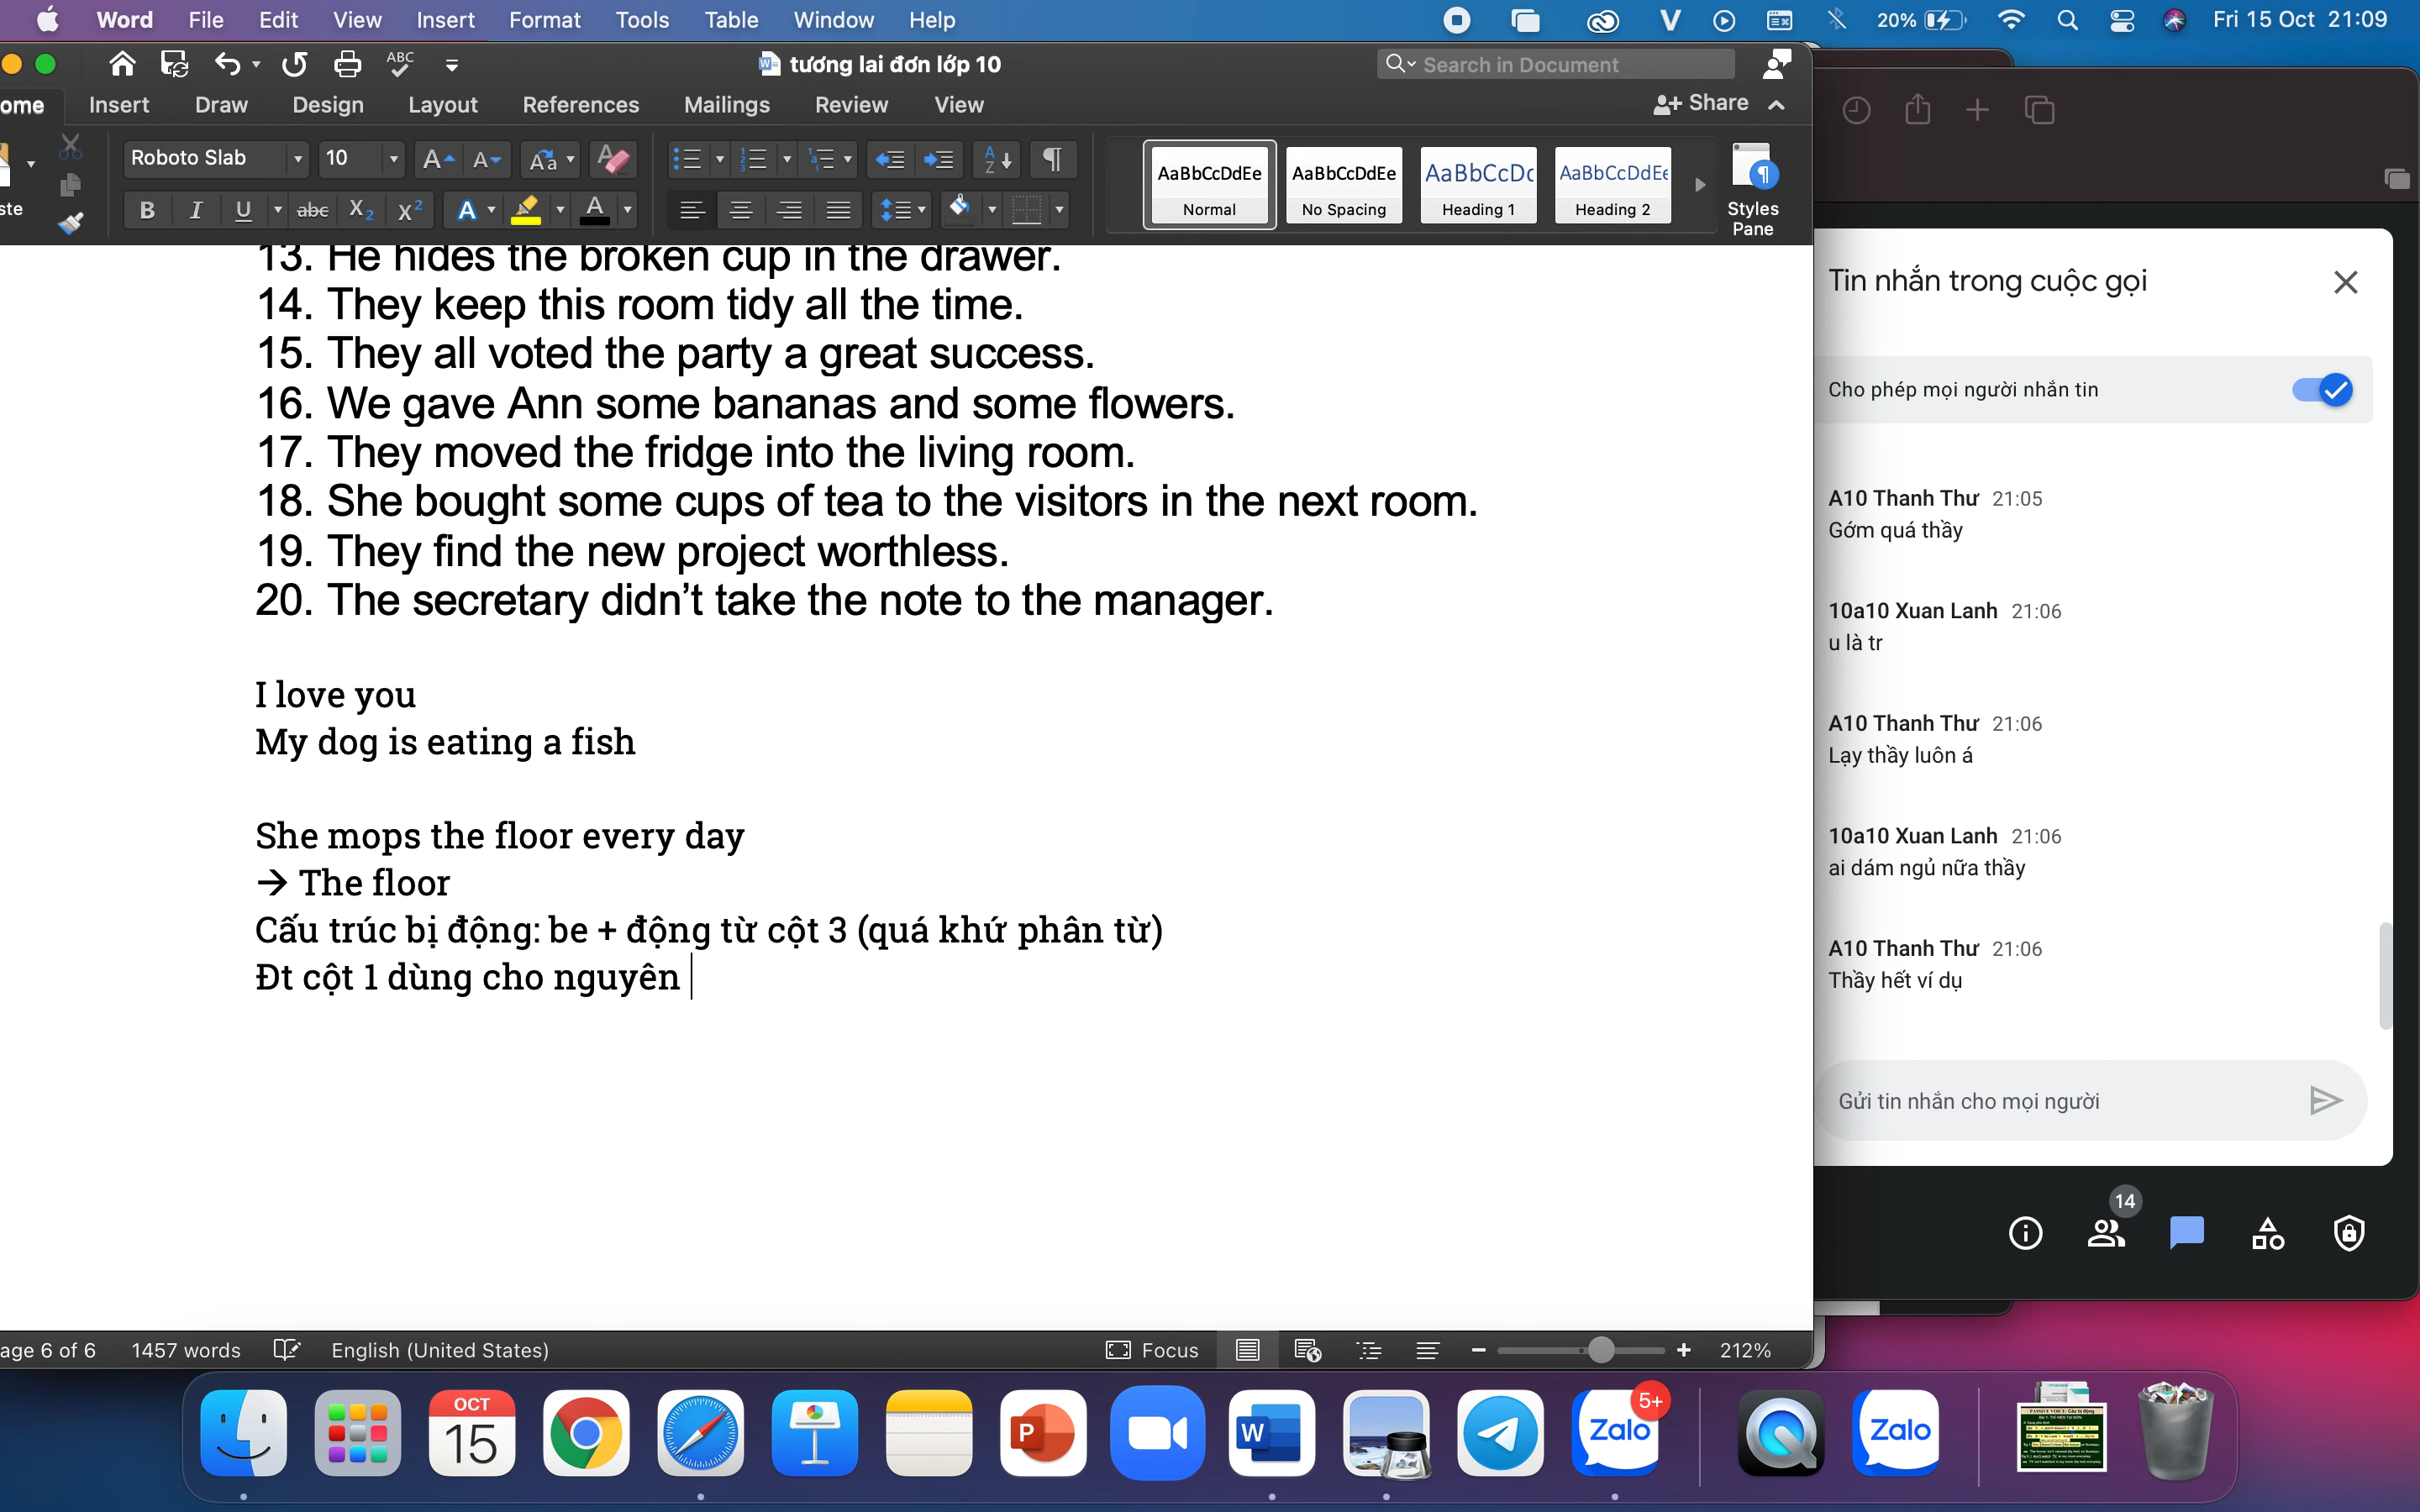 Word File Edit View Insert Format Tools Table Window Help 20% Fri 15 Oct 21:09
ABC tương lai đơn lớp 10 Search in Document
ome Insert Draw Design Layout References Mailings Review View Share
Roboto Slab 10
AaBbCcDdEe AaBbCcDdEe AaBbCcDc AaBbCcDdEe
ste Normal No Spacing Heading 1 Heading 2 Styles Pane
13. He hides the broken cup in the drawer.
14. They keep this room tidy all the time.
15. They all voted the party a great success.
16. We gave Ann some bananas and some flowers.
17. They moved the fridge into the living room.
18. She bought some cups of tea to the visitors in the next room.
19. They find the new project worthless.
20. The secretary didn’t take the note to the manager.
I love you
My dog is eating a fish
She mops the floor every day
→ The floor
Cấu trúc bị động: be + động từ cột 3 (quá khứ phân từ)
Đt cột 1 dùng cho nguyên
Tin nhắn trong cuộc gọi
Cho phép mọi người nhắn tin
A10 Thanh Thư 21:05
Gớm quá thầy
10a10 Xuan Lanh 21:06
u là tr
A10 Thanh Thư 21:06
Lạy thầy luôn á
10a10 Xuan Lanh 21:06
ai dám ngủ nữa thầy
A10 Thanh Thư 21:06
Thầy hết ví dụ
Gửi tin nhắn cho mọi người
14
age 6 of 6 1457 words English (United States) Focus 212%
OCT
15
P
W
Zalo
5+
Zalo